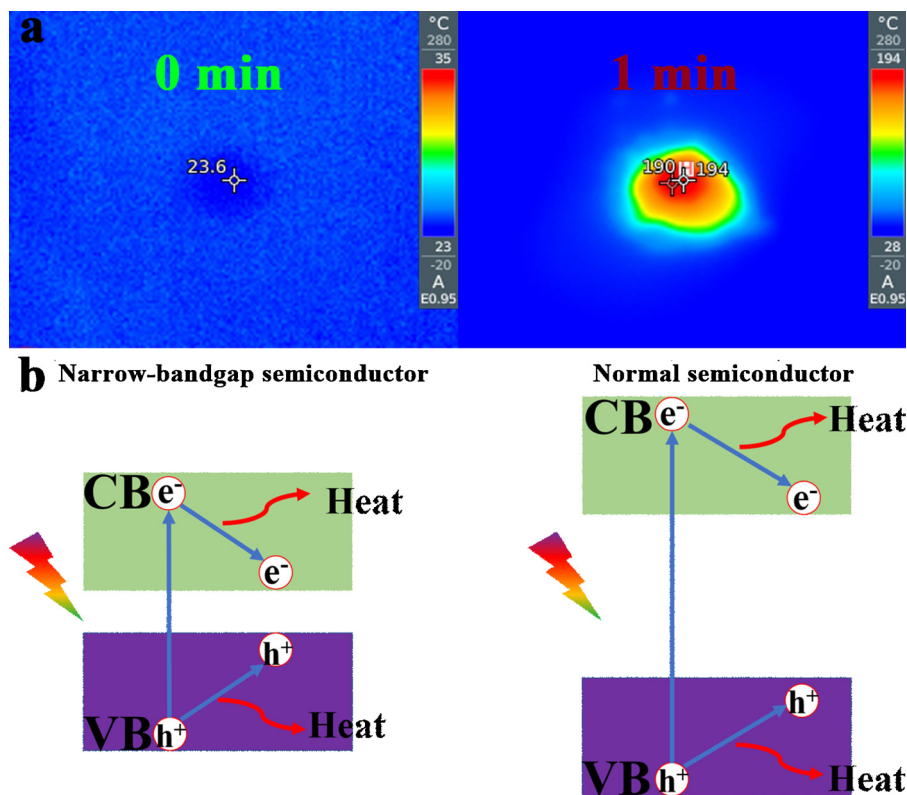 a
0 min
23.6
°C
280
35
23
-20
A
E0.95
1 min
190 H 194
°C
280
194
28
-20
A
E0.95
b
Narrow-bandgap semiconductor
CB
e-
Heat
e-
h+
VB
h+
Heat
Normal semiconductor
CB
e-
Heat
e-
h+
VB
h+
Heat